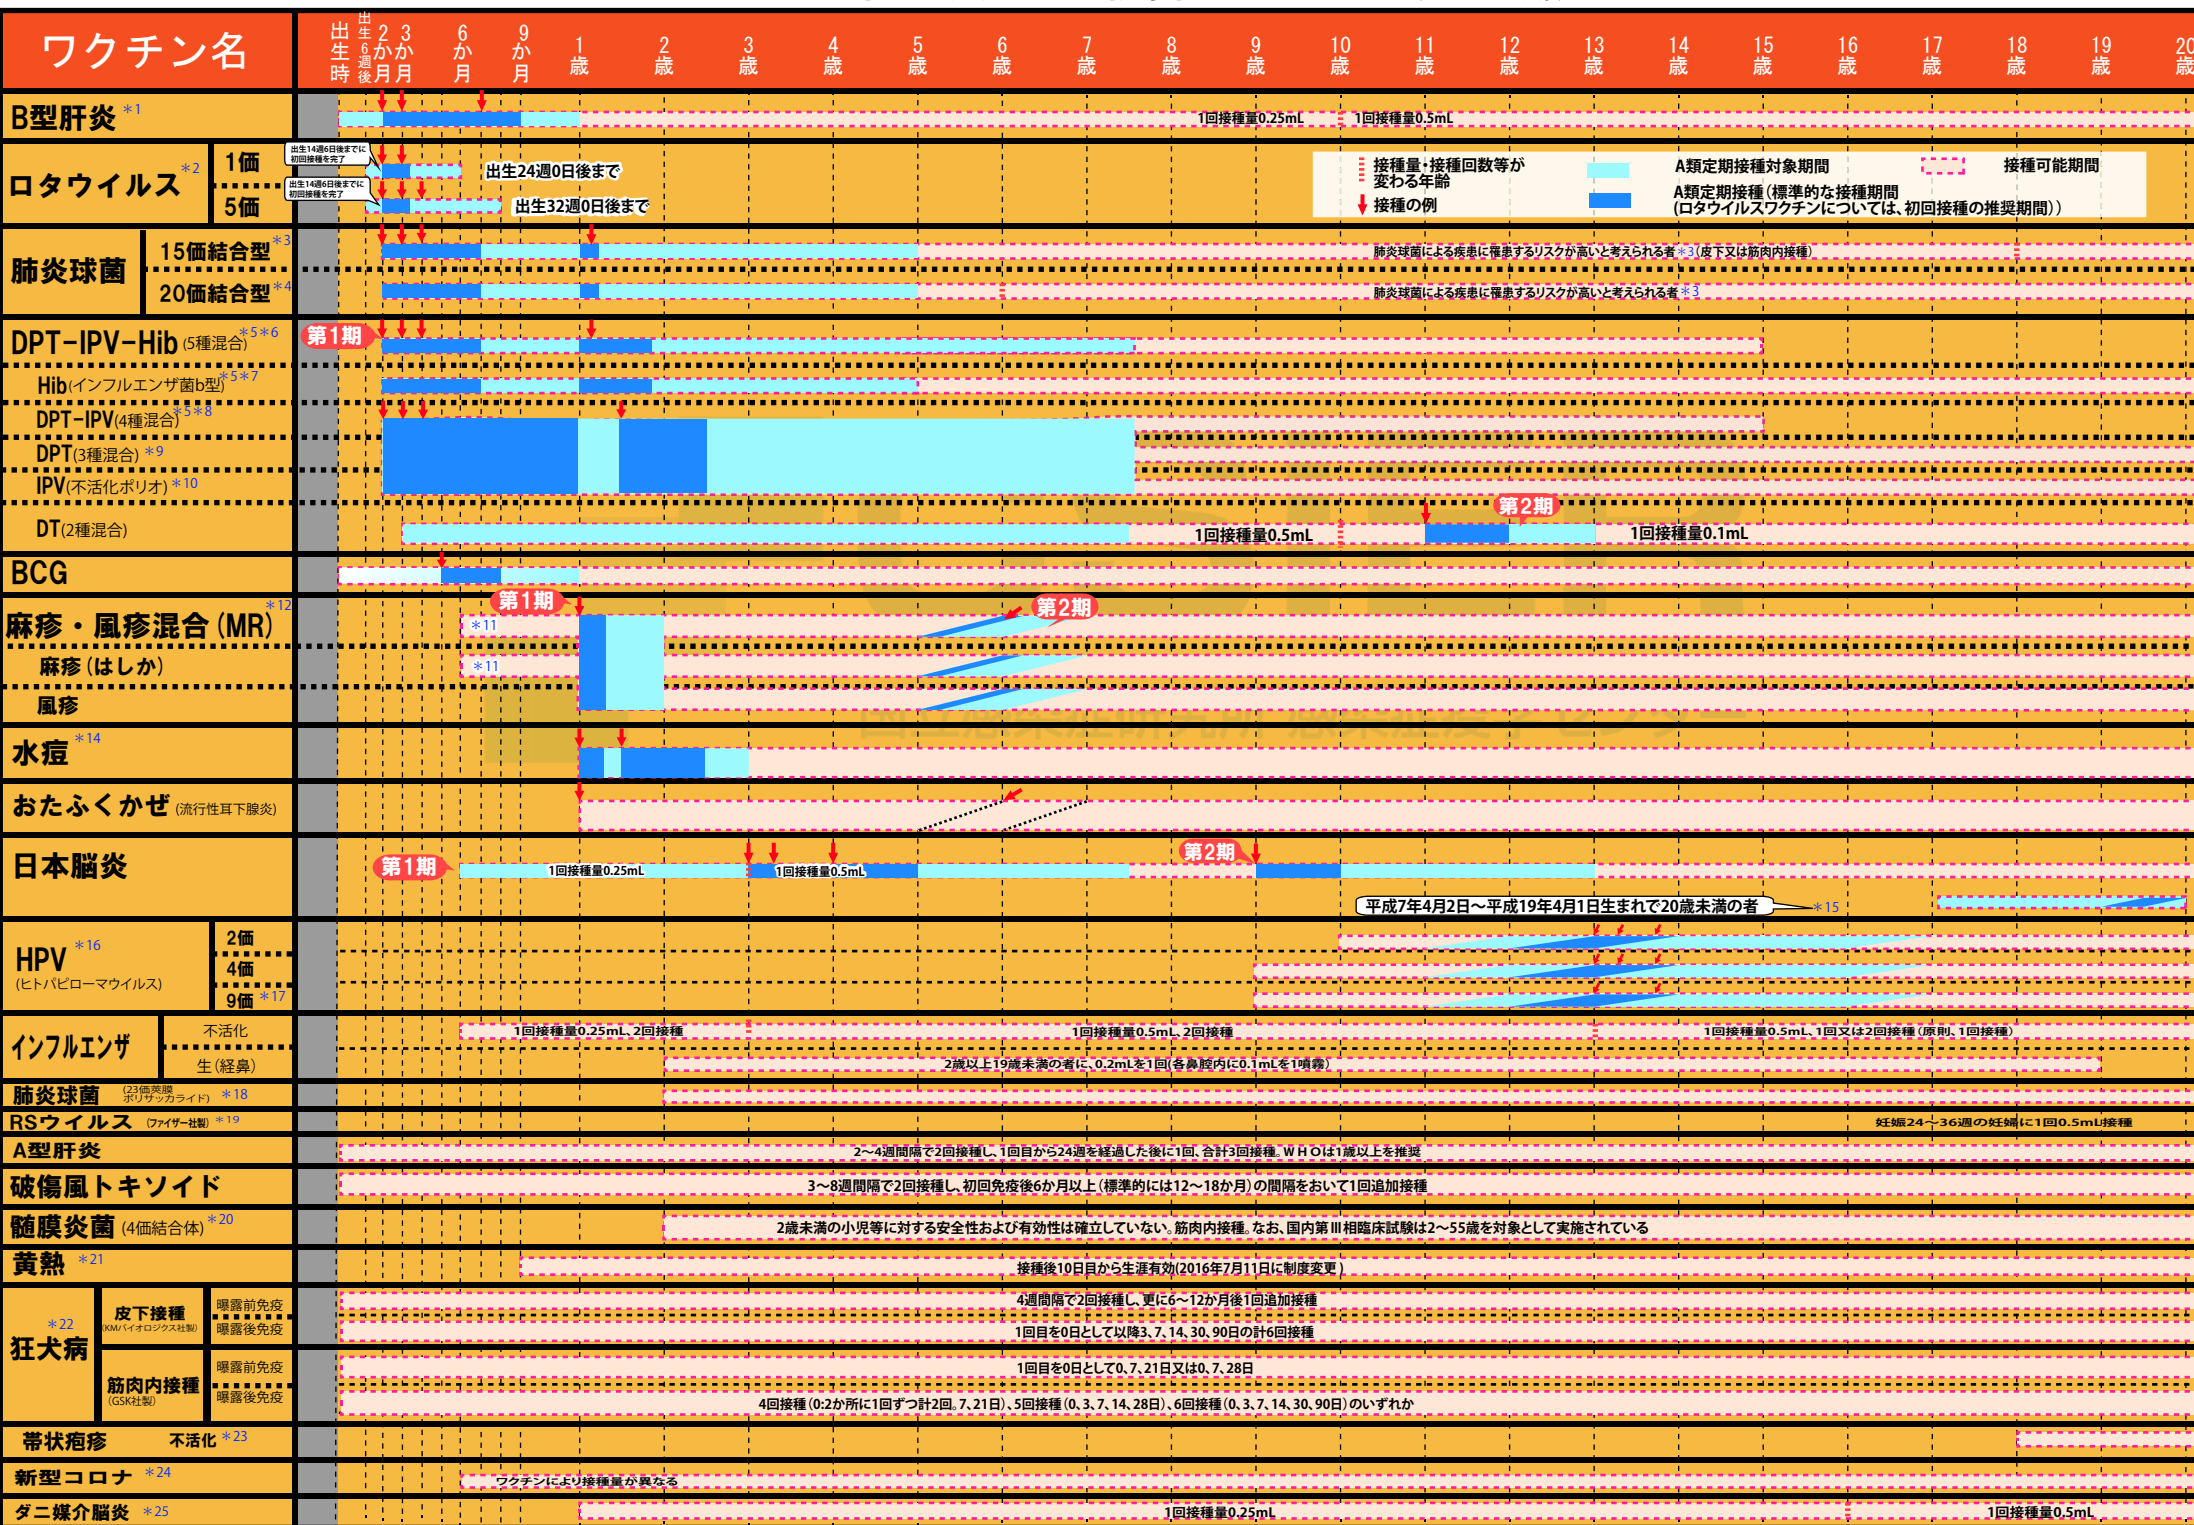 ワクチン名
出生時
出生6週後
2か月
3か月
6か月
9か月
1歳
2歳
3歳
4歳
5歳
6歳
7歳
8歳
9歳
10歳
11歳
12歳
13歳
14歳
15歳
16歳
17歳
18歳
19歳
20歳
B型肝炎 *1
1回接種量0.25mL
1回接種量0.5mL
ロタウイルス *2
1価
出生14週6日後までに
初回接種を完了
出生24週0日後まで
5価
出生14週6日後までに
初回接種を完了
出生32週0日後まで
接種量・接種回数等が
変わる年齢
接種の例
A類定期接種対象期間
A類定期接種(標準的な接種期間
(ロタウイルスワクチンについては、初回接種の推奨期間))
接種可能期間
肺炎球菌
15価結合型 *3
肺炎球菌による疾患に罹患するリスクが高いと考えられる者*3(皮下又は筋肉内接種)
20価結合型 *4
肺炎球菌による疾患に罹患するリスクが高いと考えられる者*3
DPT-IPV-Hib (5種混合) *5*6
第1期
Hib(インフルエンザ菌b型) *5*7
DPT-IPV(4種混合) *5*8
DPT(3種混合) *9
IPV(不活化ポリオ) *10
DT(2種混合)
1回接種量0.5mL
第2期
1回接種量0.1mL
BCG
麻疹・風疹混合(MR) *12
第1期
*11
第2期
麻疹(はしか)
*11
風疹
国立感染症研究所 感染症疫学センター
水痘 *14
おたふくかぜ (流行性耳下腺炎)
日本脳炎
第1期
1回接種量0.25mL
1回接種量0.5mL
第2期
平成7年4月2日〜平成19年4月1日生まれで20歳未満の者 *15
HPV *16
(ヒトパピローマウイルス)
2価
4価
9価 *17
インフルエンザ
不活化
1回接種量0.25mL、2回接種
1回接種量0.5mL、2回接種
1回接種量0.5mL、1回又は2回接種(原則、1回接種)
生(経鼻)
2歳以上19歳未満の者に、0.2mLを1回(各鼻腔内に0.1mLを1噴霧)
肺炎球菌 (23価莢膜
ポリサッカライド) *18
RSウイルス (ファイザー社製) *19
妊娠24〜36週の妊婦に1回0.5mL接種
A型肝炎
2〜4週間隔で2回接種し、1回目から24週を経過した後に1回、合計3回接種。WHOは1歳以上を推奨
破傷風トキソイド
3〜8週間隔で2回接種し、初回免疫後6か月以上(標準的には12〜18か月)の間隔をおいて1回追加接種
髄膜炎菌 (4価結合体) *20
2歳未満の小児等に対する安全性および有効性は確立していない。筋肉内接種。なお、国内第Ⅲ相臨床試験は2〜55歳を対象として実施されている
黄熱 *21
接種後10日目から生涯有効(2016年7月11日に制度変更)
狂犬病 *22
皮下接種
(KMバイオロジクス社製)
曝露前免疫
4週間隔で2回接種し、更に6〜12か月後1回追加接種
曝露後免疫
1回目を0日として以降3、7、14、30、90日の計6回接種
筋肉内接種
(GSK社製)
曝露前免疫
1回目を0日として0、7、21日又は0、7、28日
曝露後免疫
4回接種(0:2か所に1回ずつ計2回。7、21日)、5回接種(0、3、7、14、28日)、6回接種(0、3、7、14、30、90日)のいずれか
帯状疱疹 不活化 *23
新型コロナ *24
ワクチンにより接種量が異なる
ダニ媒介脳炎 *25
1回接種量0.25mL
1回接種量0.5mL